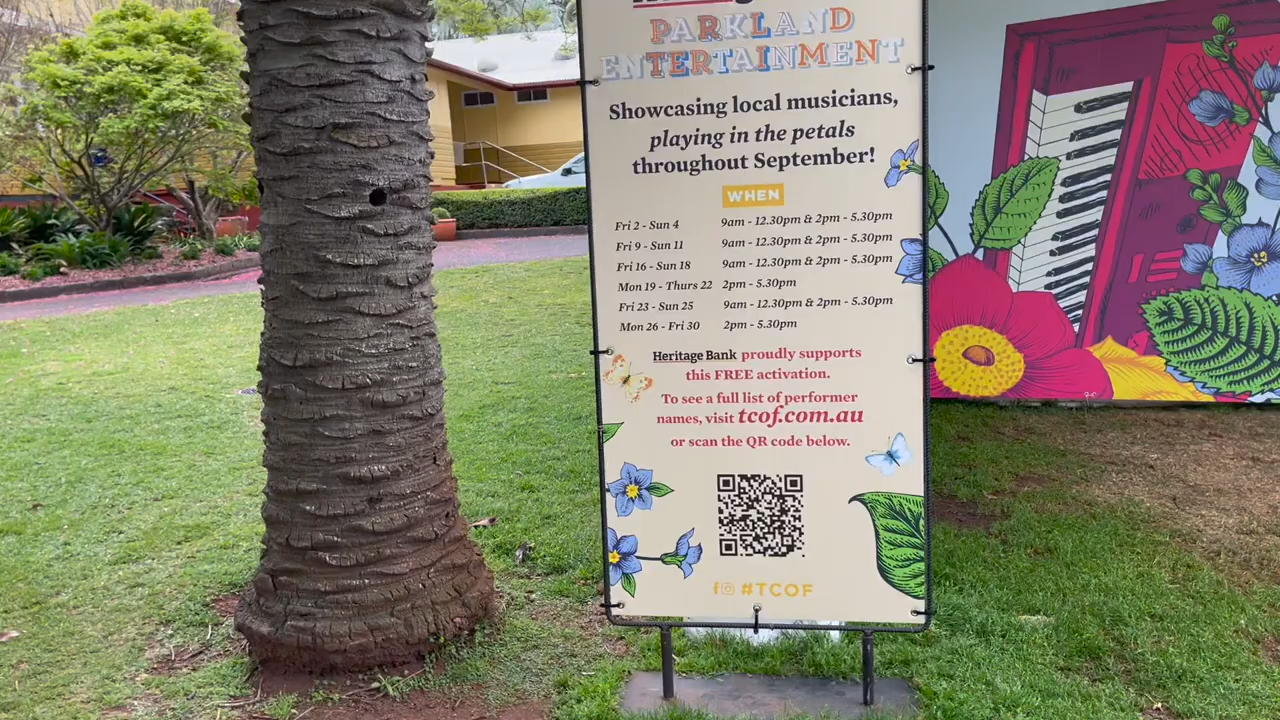 PARKLAND
ENTERTAINMENT
Showcasing local musicians,
playing in the petals
throughout September!
WHEN
Fri 2 - Sun 4 9am - 12.30pm & 2pm - 5.30pm
Fri 9 - Sun 11 9am - 12.30pm & 2pm - 5.30pm
Fri 16 - Sun 18 9am - 12.30pm & 2pm - 5.30pm
Mon 19 - Thurs 22 2pm - 5.30pm
Fri 23 - Sun 25 9am - 12.30pm & 2pm - 5.30pm
Mon 26 - Fri 30 2pm - 5.30pm
Heritage Bank proudly supports
this FREE activation.
To see a full list of performer
names, visit tcof.com.au
or scan the QR code below.
#TCOF